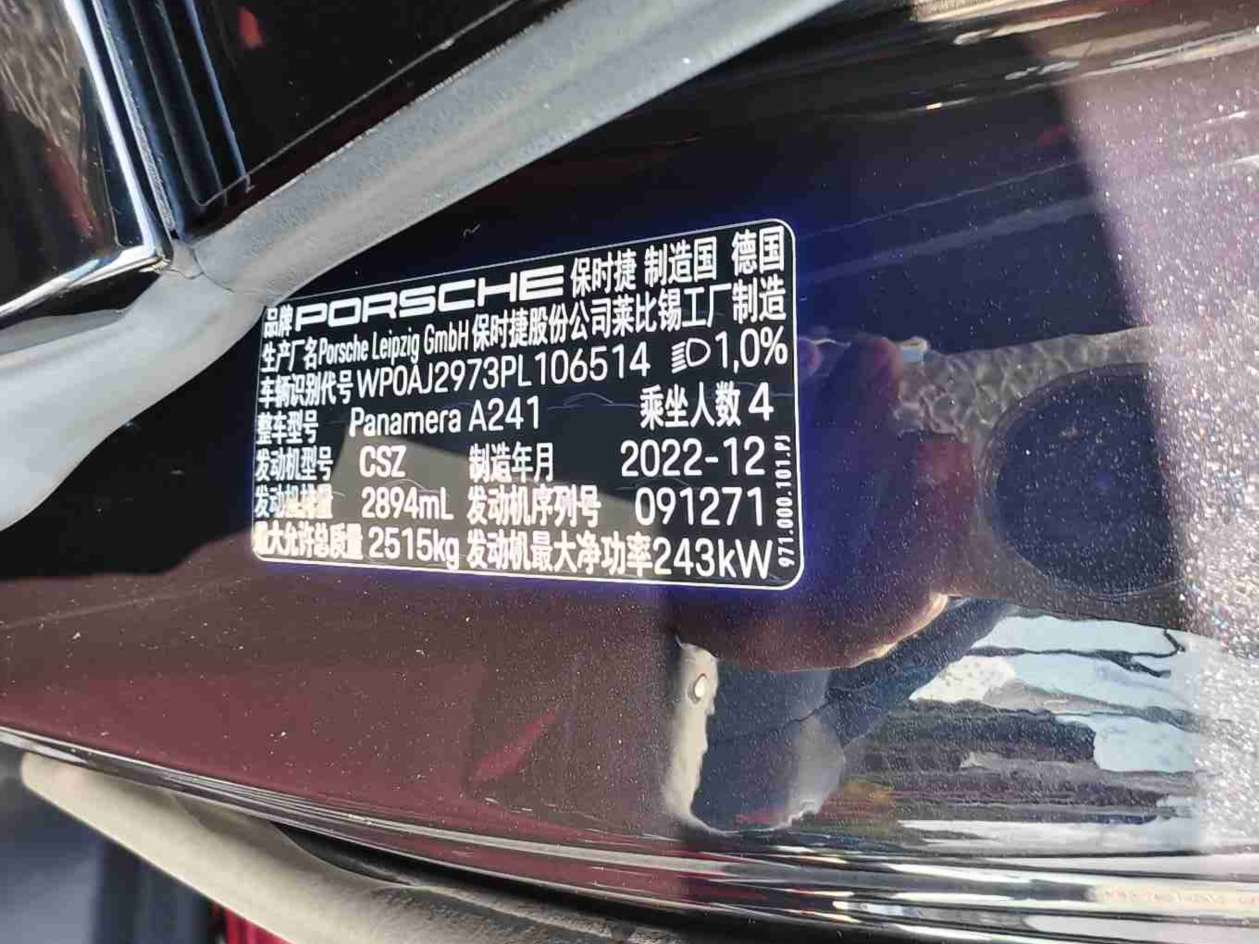 品牌 PORSCHE 保时捷 制造国 德国
生产厂名 Porsche Leipzig GmbH 保时捷股份公司莱比锡工厂制造
车辆识别代号 WP0AJ2973PL106514 1,0%
整车型号 Panamera A241 乘坐人数 4
发动机型号 CSZ 制造年月 2022-12
发动机排量 2894mL 发动机序列号 091271
最大允许总质量 2515kg 发动机最大净功率 243kW
971.000.101.PJ